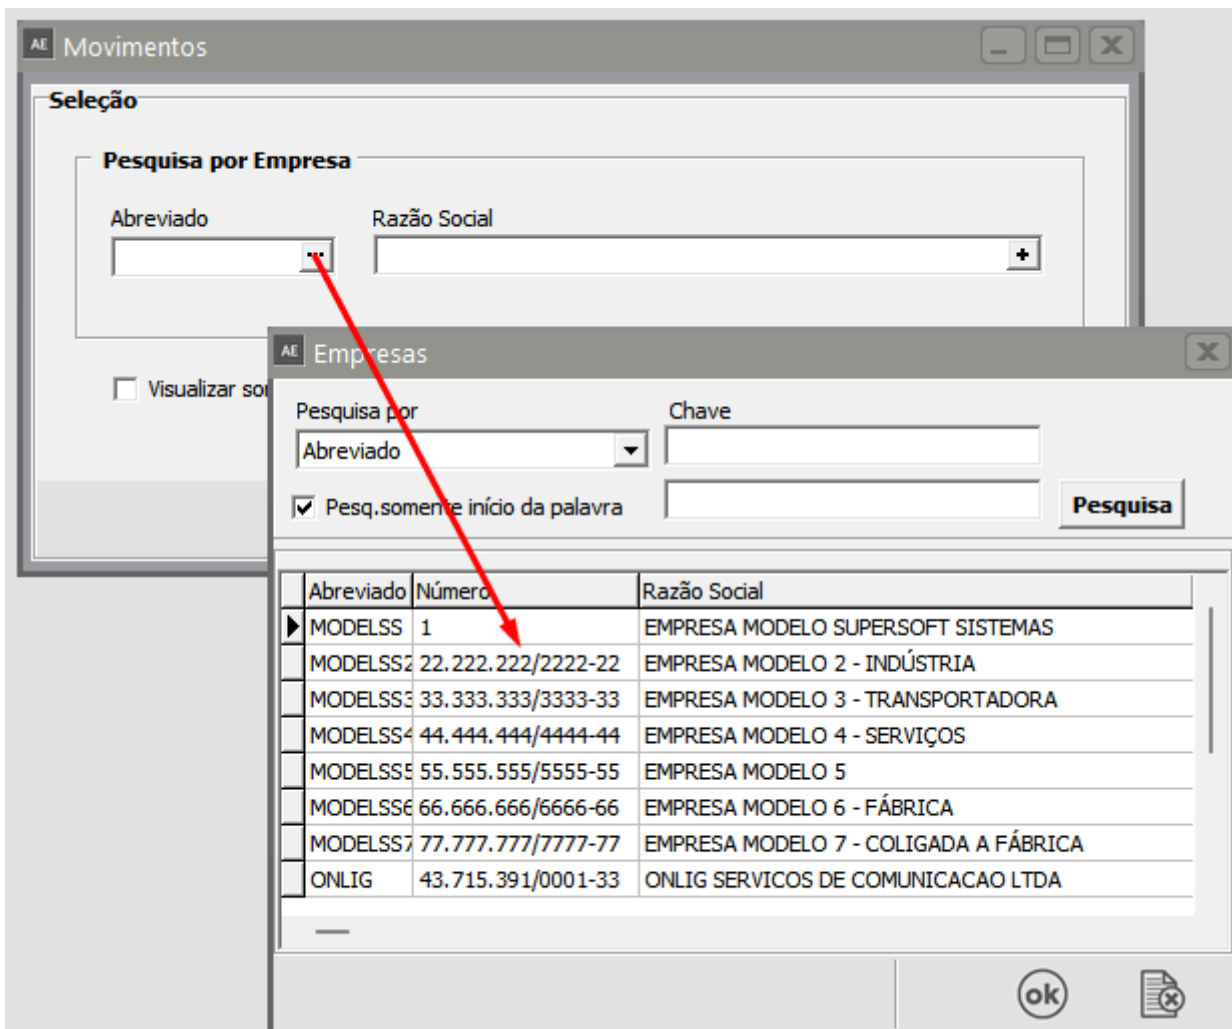 AE Movimentos
Seleção
Pesquisa por Empresa
Abreviado Razão Social
... +
AE Empresas
Visualizar
Pesquisa por Chave
Abreviado
Pesq.somente início da palavra Pesquisa
Abreviado Número Razão Social
MODELSS 1 EMPRESA MODELO SUPERSOFT SISTEMAS
MODELSS2 22.222.222/2222-22 EMPRESA MODELO 2 - INDÚSTRIA
MODELSS3 33.333.333/3333-33 EMPRESA MODELO 3 - TRANSPORTADORA
MODELSS4 44.444.444/4444-44 EMPRESA MODELO 4 - SERVIÇOS
MODELSS5 55.555.555/5555-55 EMPRESA MODELO 5
MODELSS6 66.666.666/6666-66 EMPRESA MODELO 6 - FÁBRICA
MODELSS7 77.777.777/7777-77 EMPRESA MODELO 7 - COLIGADA A FÁBRICA
ONLIG 43.715.391/0001-33 ONLIG SERVICOS DE COMUNICACAO LTDA
ok